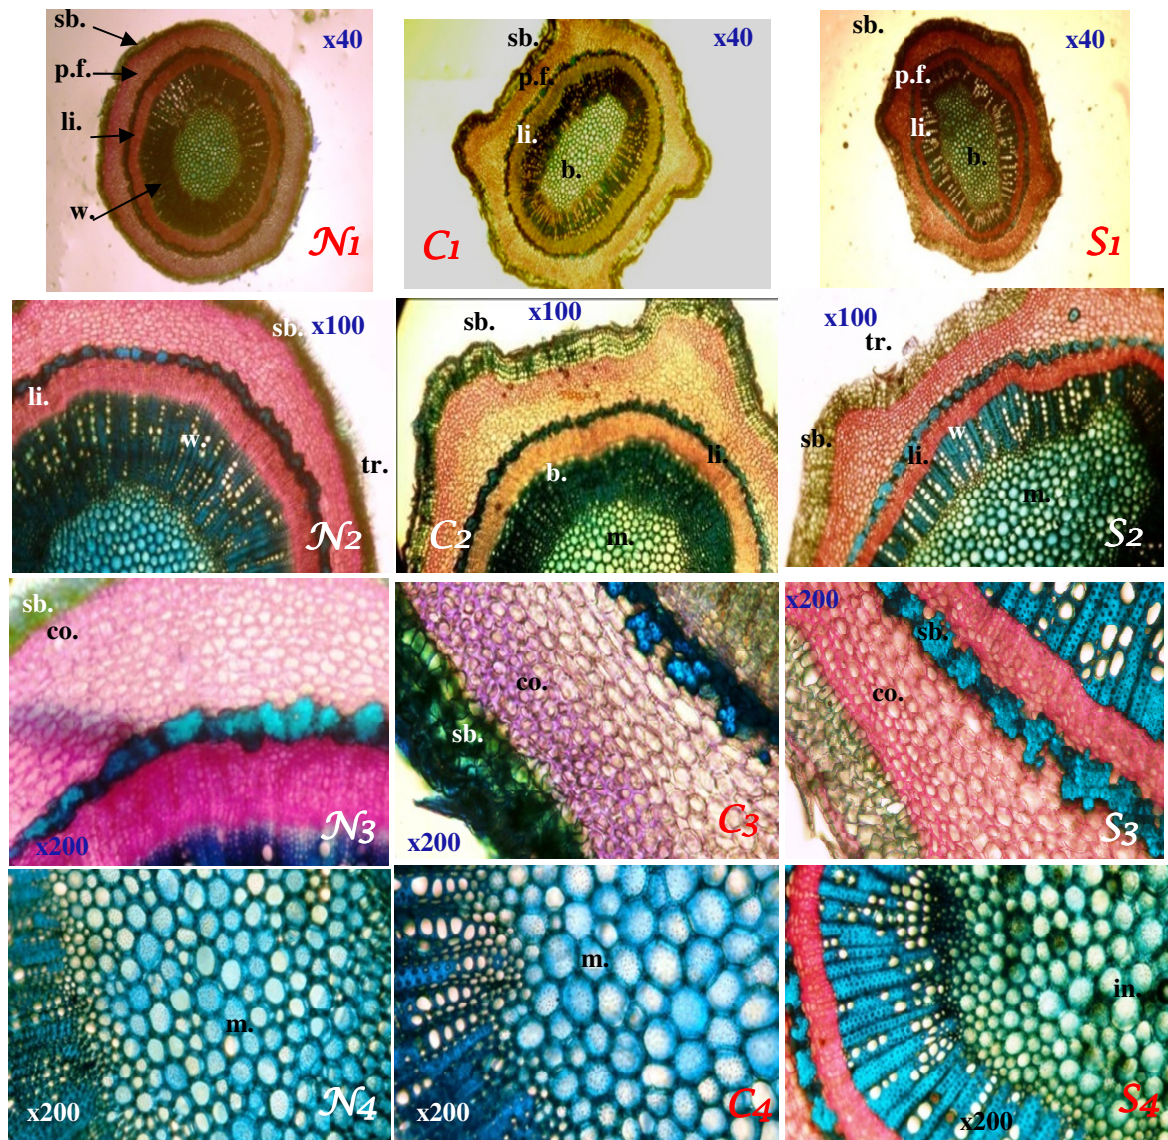 sb.
x40
p.f.
li.
w.
N1
sb.
x40
p.f.
li.
b.
C1
sb.
x40
p.f.
li.
b.
S1
sb. x100
li.
w.
tr.
N2
x100
sb.
li.
b.
m.
C2
x100
tr.
sb.
w.
li.
m.
S2
sb.
co.
N3
x200
co.
sb.
C3
x200
x200
sb.
co.
S3
m.
N4
x200
m.
C4
x200
in.
S4
x200